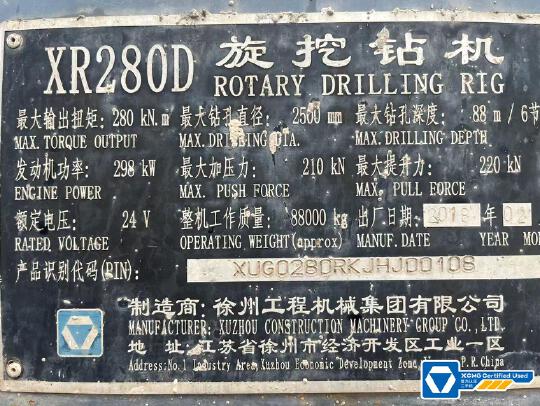 XR280D 旋挖钻机
ROTARY DRILLING RIG
最大输出扭矩: 280 kN.m 最大钻孔直径: 2500 mm 最大钻孔深度: 88 m / 6节
MAX. TORQUE OUTPUT MAX. DRILLING DIA. MAX. DRILLING DEPTH
发动机功率: 298 kW 最大加压力: 210 kN 最大提升力: 220 kN
ENGINE POWER MAX. PUSH FORCE MAX. PULL FORCE
额定电压: 24 V 整机工作质量: 88000 kg 出厂日期: 2018 年 02
RATED VOLTAGE OPERATING WEIGHT(approx) MANUF. DATE YEAR MO
产品识别代码(PIN): XUG0280RKJHJD0108
制造商: 徐州工程机械集团有限公司
MANUFACTURER: XUZHOU CONSTRUCTION MACHINERY GROUP CO., LTD.
地 址: 江苏省徐州市经济开发区工业一区
Address: No.1 Industry Area, Xuzhou Economic Development Zone, P.R.China
XCMG Certified Used